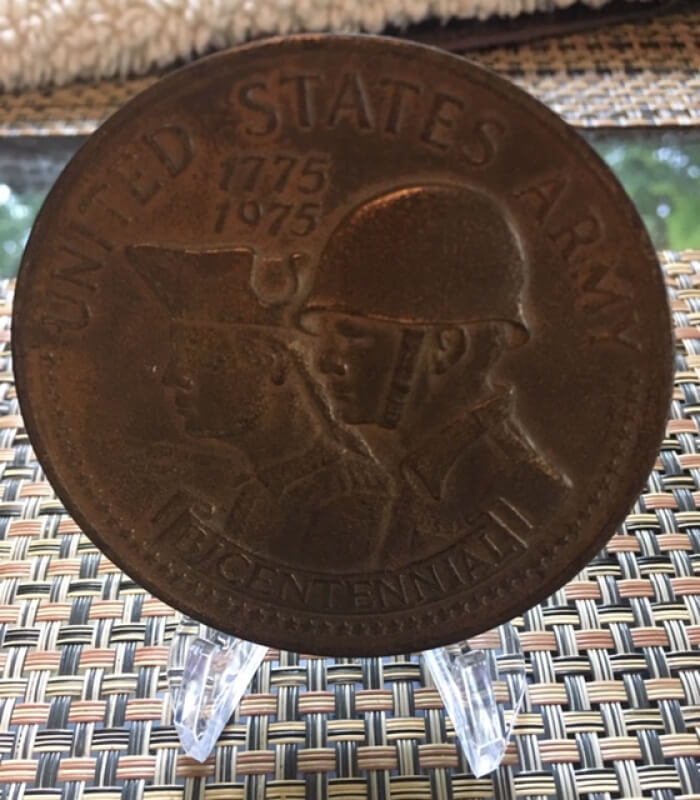 UNITED STATES ARMY
1775
1975
BICENTENNIAL